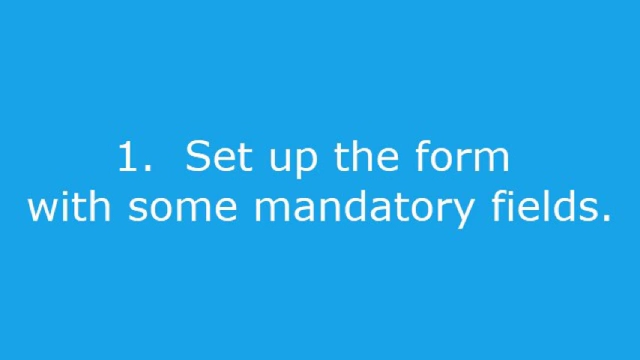 1.  Set up the form
with some mandatory fields.